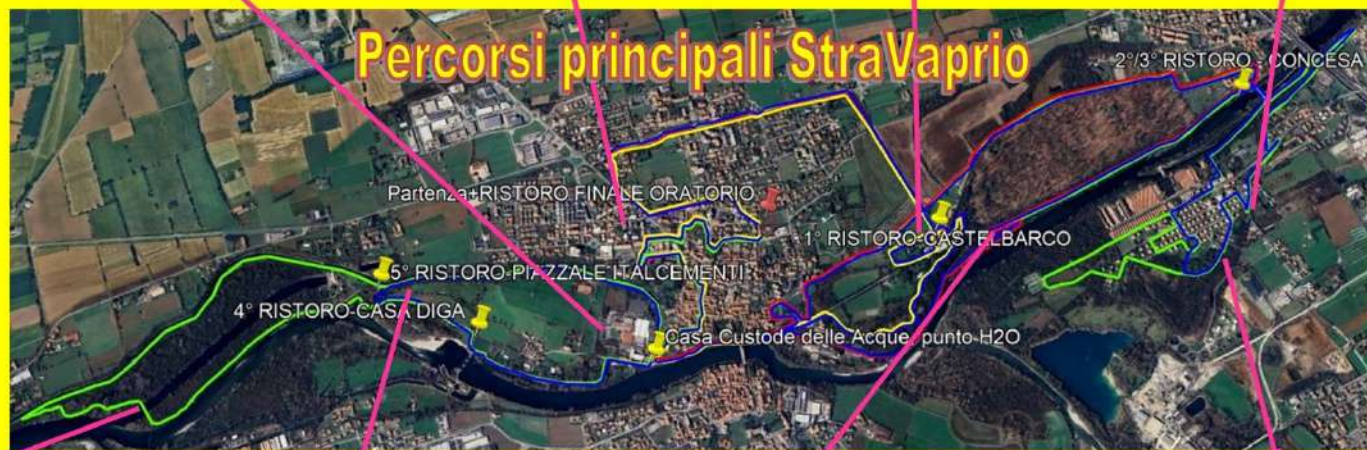 Percorsi principali StraVaprio
2°/3° RISTORO - CONCESA
Partenza+RISTORO FINALE ORATORIO
1° RISTORO-CASTELBARCO
5° RISTORO-PIAZZALE ITALCEMENTI
4° RISTORO-CASA DIGA
Casa Custode delle Acque, punto H2O